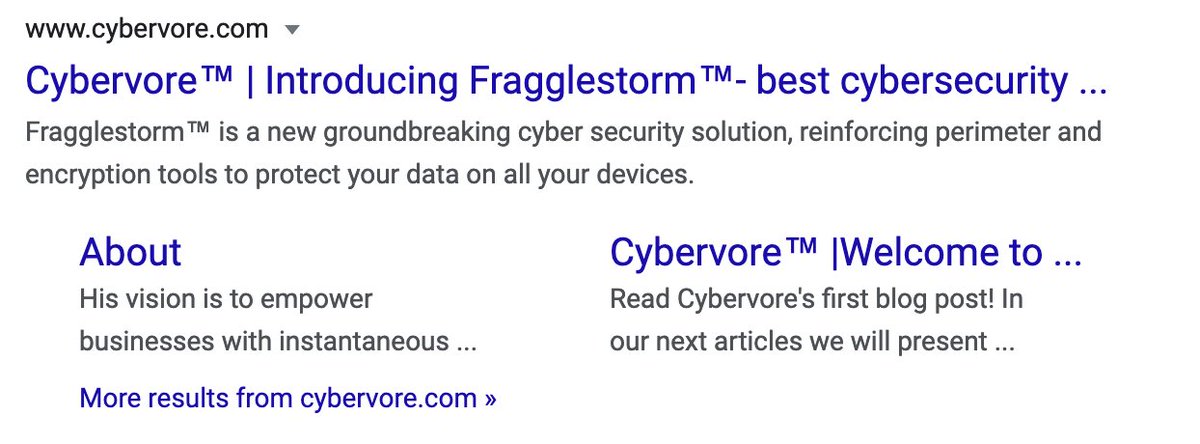 www.cybervore.com
Cybervore™ | Introducing Fragglestorm™- best cybersecurity ...
Fragglestorm™ is a new groundbreaking cyber security solution, reinforcing perimeter and
encryption tools to protect your data on all your devices.
About
His vision is to empower
businesses with instantaneous ...
Cybervore™ |Welcome to ...
Read Cybervore's first blog post! In
our next articles we will present ...
More results from cybervore.com »